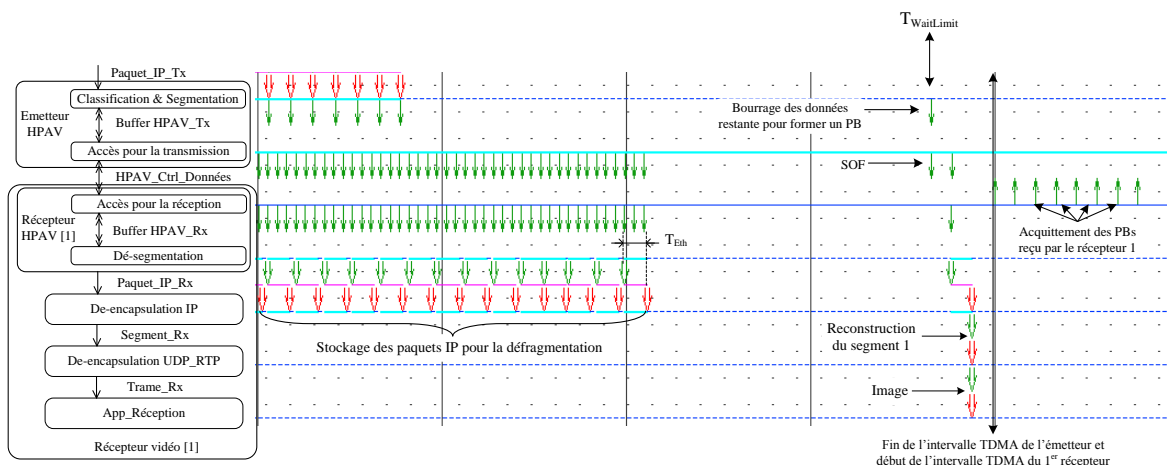 T_WaitLimit
Paquet_IP_Tx
Classification & Segmentation
Emetteur
HPAV
Buffer HPAV_Tx
Accès pour la transmission
HPAV_Ctrl_Données
Accès pour la réception
Récepteur
HPAV [1]
Buffer HPAV_Rx
Dé-segmentation
Paquet_IP_Rx
De-encapsulation IP
Segment_Rx
De-encapsulation UDP_RTP
Trame_Rx
App_Réception
Récepteur vidéo [1]
Bourrage des données
restante pour former un PB
SOF
T_Eth
Acquittement des PBs
reçu par le récepteur 1
Stockage des paquets IP pour la défragmentation
Reconstruction
du segment 1
Image
Fin de l'intervalle TDMA de l'émetteur et
début de l'intervalle TDMA du 1er récepteur